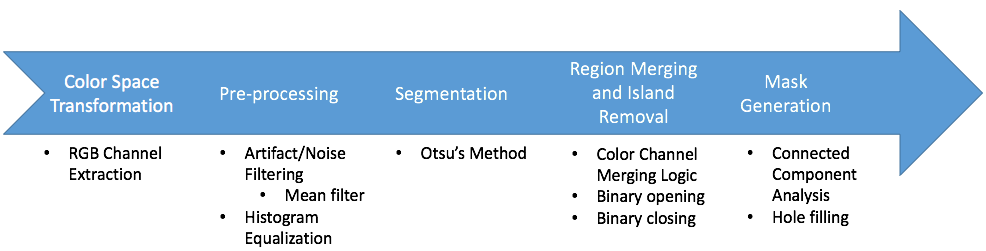 Color Space
Transformation
Pre-processing
Segmentation
Region Merging
and Island
Removal
Mask
Generation
• RGB Channel
Extraction
• Artifact/Noise
Filtering
• Mean filter
• Histogram
Equalization
• Otsu's Method
• Color Channel
Merging Logic
• Binary opening
• Binary closing
• Connected
Component
Analysis
• Hole filling